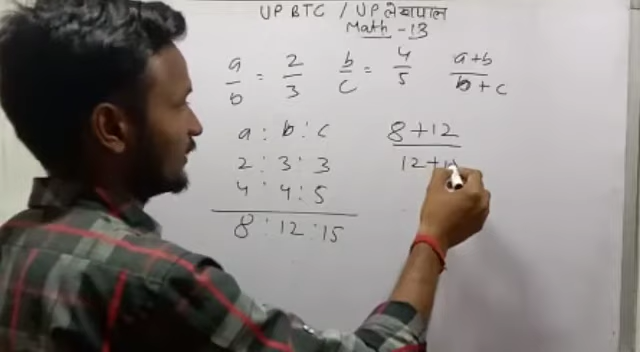 UP BTC / UP लेखपाल
Math - 13
a/b = 2/3 b/c = 4/5 a+b/b+c
a : b : c 8+12
2 : 3 : 3 12+1
4 : 4 : 5
8 : 12 : 15